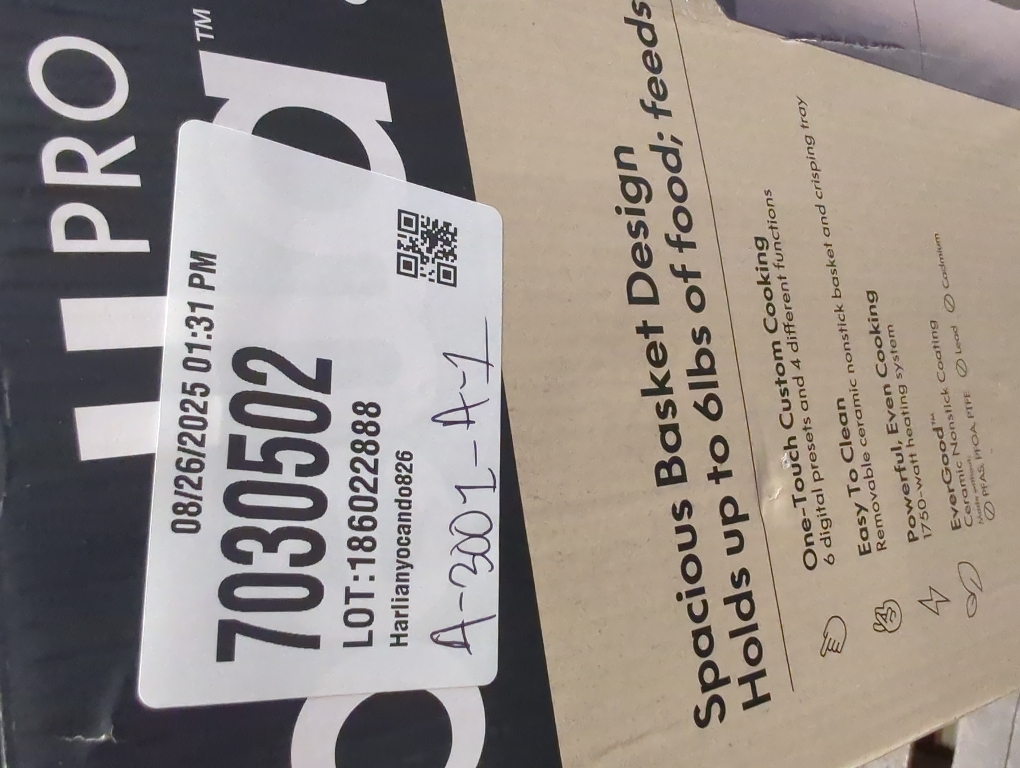 PRO
™
08/26/2025 01:31 PM
7030502
LOT:186022888
Harlianyocando826
A-3001-A-1
Spacious Basket Design
Holds up to 6lbs of food; feeds
One-Touch Custom Cooking
6 digital presets and 4 different functions
Easy To Clean
Removable ceramic nonstick basket and crisping tray
Powerful, Even Cooking
1750-watt heating system
EverGood™
Ceramic Nonstick Coating
Made without:
PFAS, PFOA, PTFE Lead Cadmium